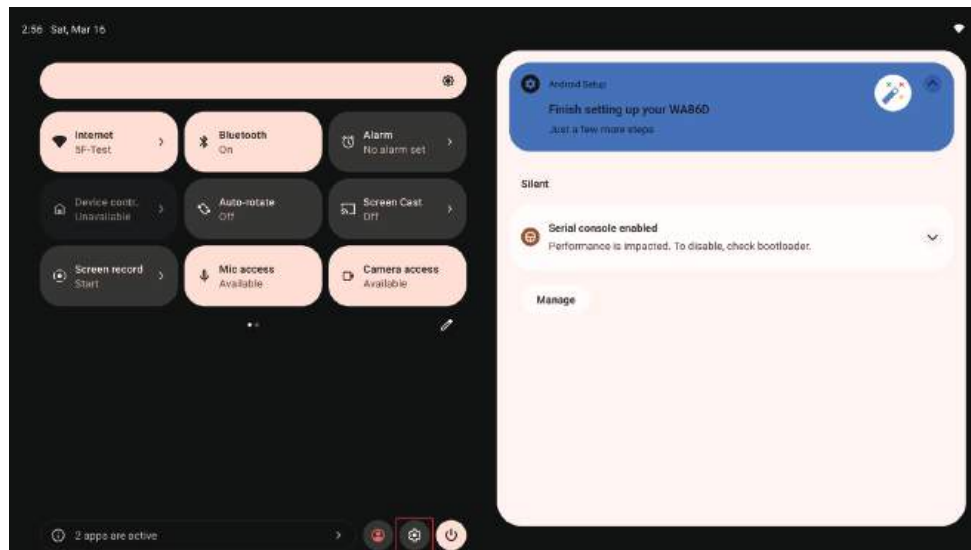 2:56 Sat, Mar 16
Internet
SF-Test
Bluetooth
On
Alarm
No alarm set
Device contr.
Unavailable
Auto-rotate
Off
Screen Cast
Off
Screen record
Start
Mic access
Available
Camera access
Available
2 apps are active
Android Setup
Finish setting up your WA86D
Just a few more steps
Silent
Serial console enabled
Performance is impacted. To disable, check bootloader.
Manage